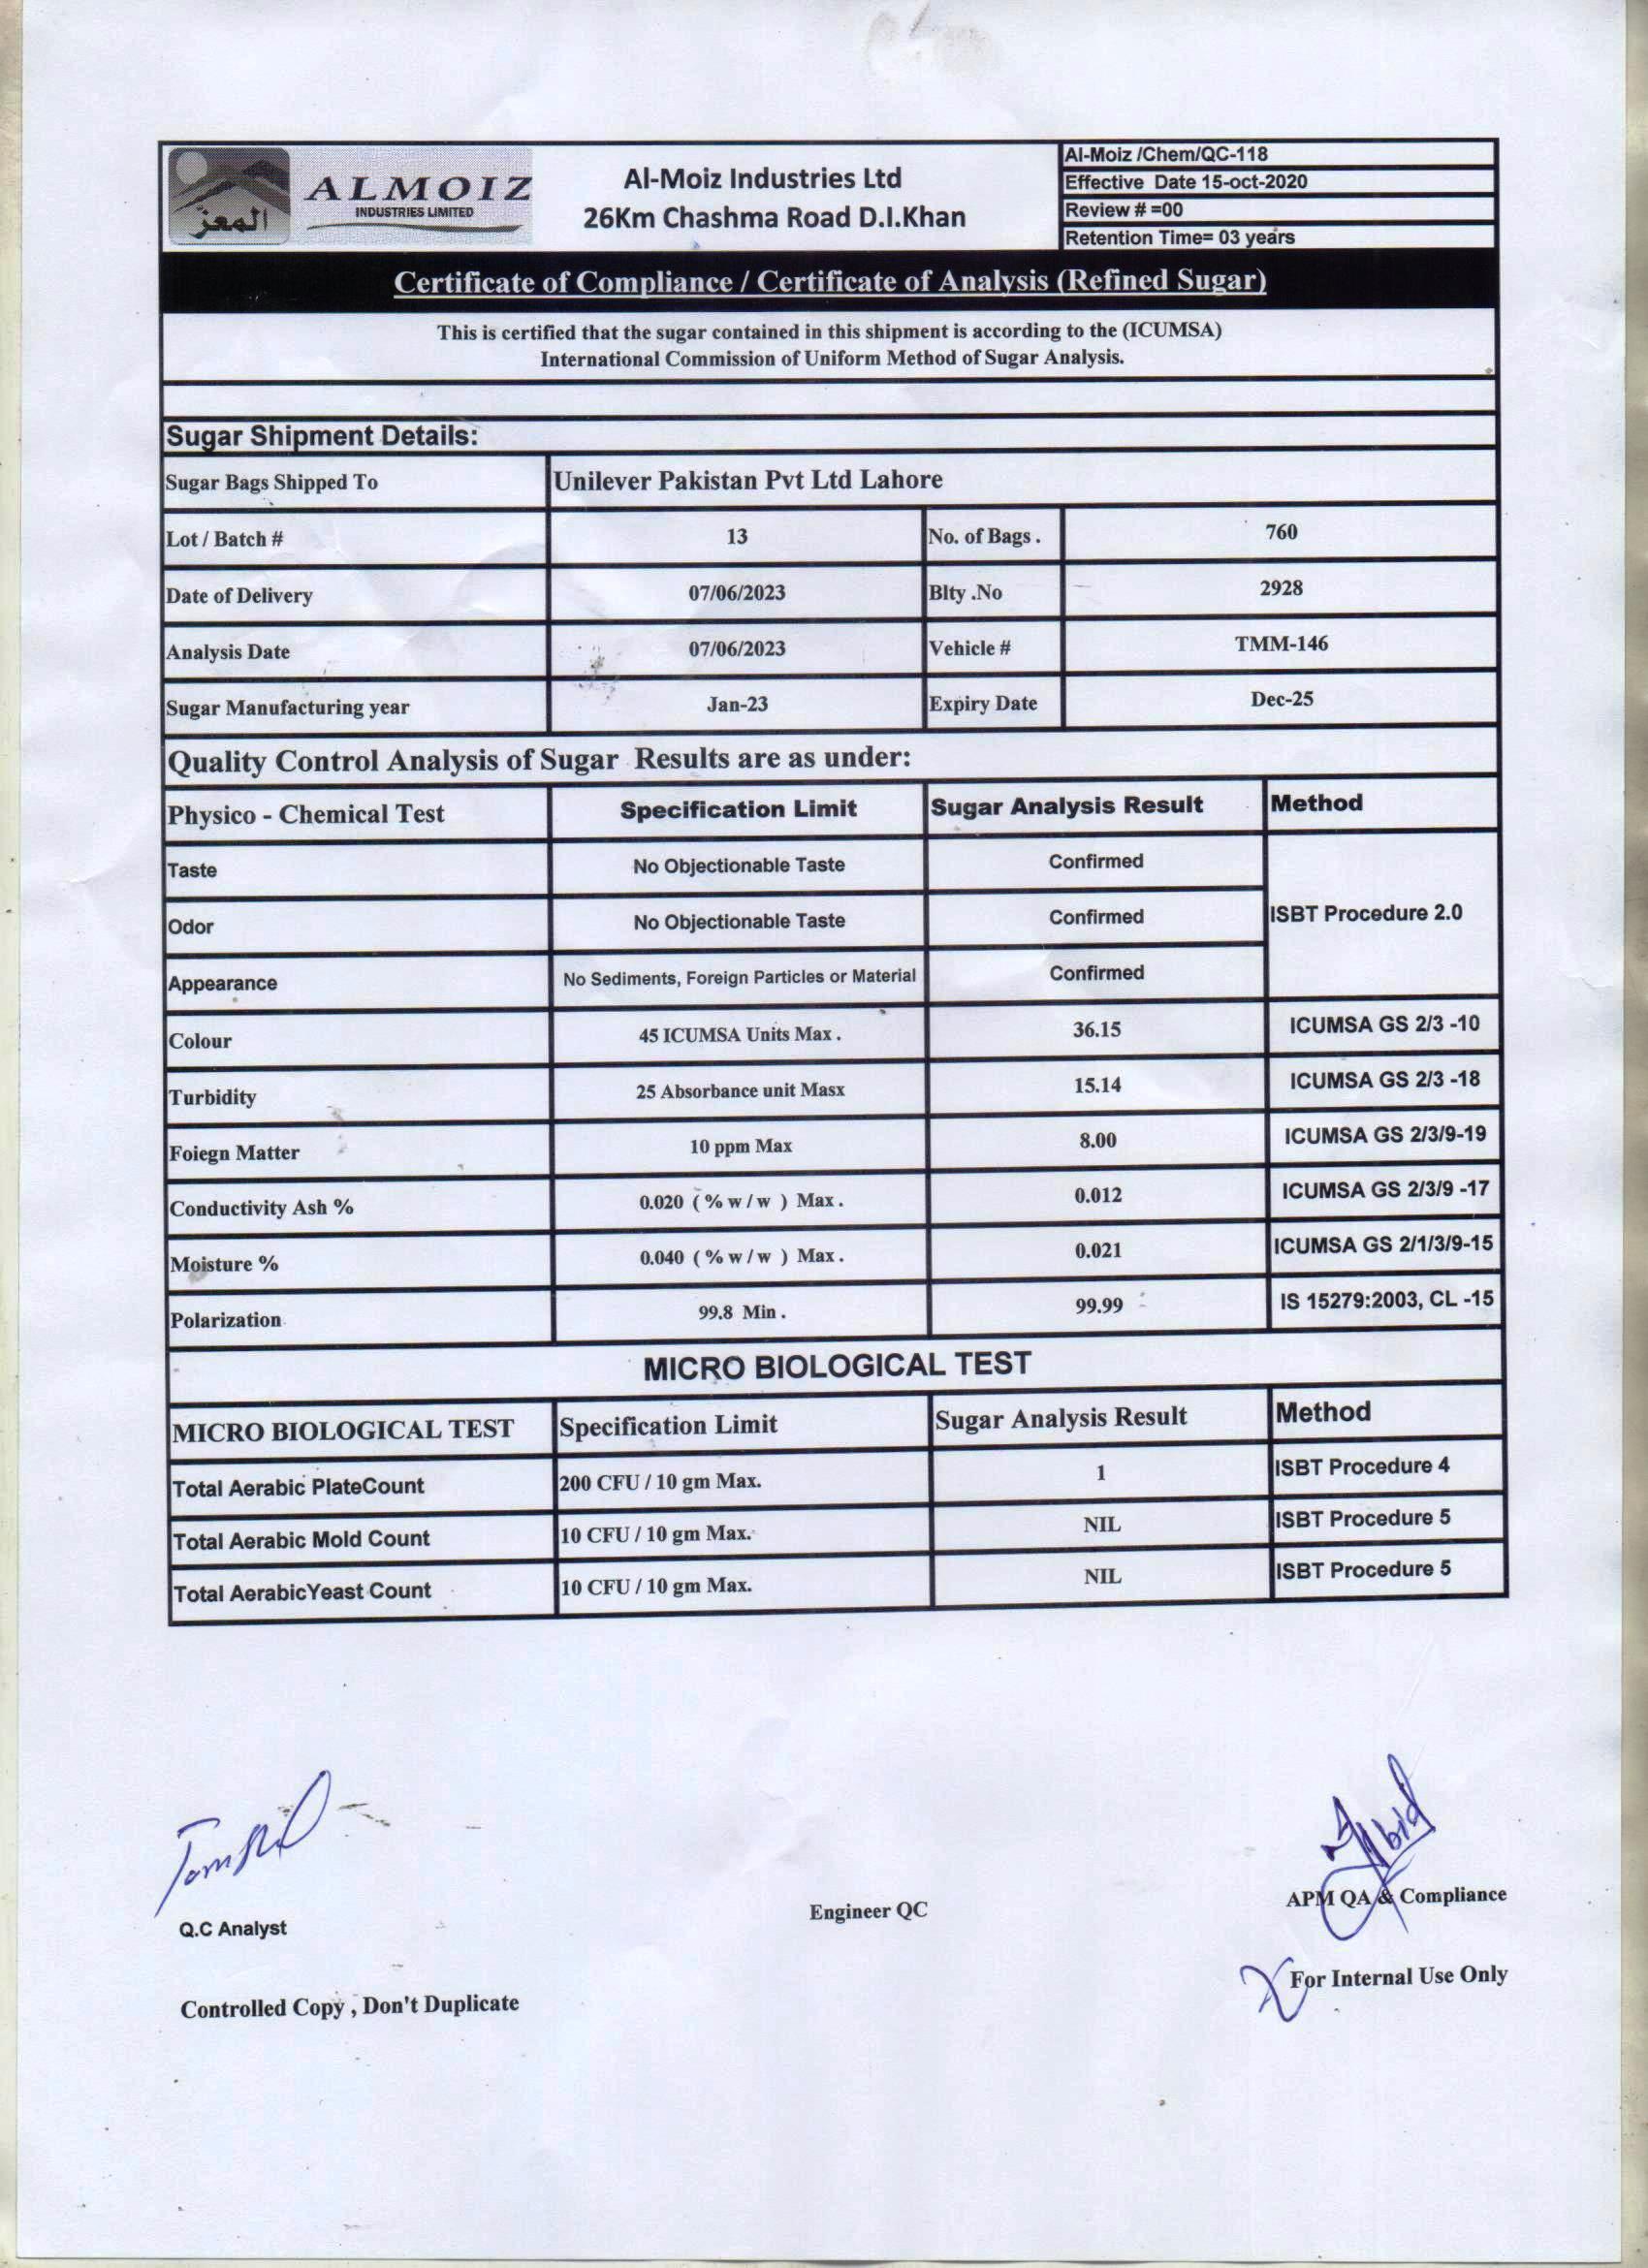 المعز
ALMOIZ
INDUSTRIES LIMITED
Al-Moiz Industries Ltd
26Km Chashma Road D.I.Khan
Al-Moiz /Chem/QC-118
Effective Date 15-oct-2020
Review # =00
Retention Time= 03 years
Certificate of Compliance / Certificate of Analysis (Refined Sugar)
This is certified that the sugar contained in this shipment is according to the (ICUMSA)
International Commission of Uniform Method of Sugar Analysis.
Sugar Shipment Details:
Sugar Bags Shipped To Unilever Pakistan Pvt Ltd Lahore
Lot / Batch # 13 No. of Bags . 760
Date of Delivery 07/06/2023 Blty .No 2928
Analysis Date 07/06/2023 Vehicle # TMM-146
Sugar Manufacturing year Jan-23 Expiry Date Dec-25
Quality Control Analysis of Sugar Results are as under:
Physico - Chemical Test Specification Limit Sugar Analysis Result Method
Taste No Objectionable Taste Confirmed
Odor No Objectionable Taste Confirmed ISBT Procedure 2.0
Appearance No Sediments, Foreign Particles or Material Confirmed
Colour 45 ICUMSA Units Max . 36.15 ICUMSA GS 2/3 -10
Turbidity 25 Absorbance unit Masx 15.14 ICUMSA GS 2/3 -18
Foiegn Matter 10 ppm Max 8.00 ICUMSA GS 2/3/9-19
Conductivity Ash % 0.020 ( % w / w ) Max . 0.012 ICUMSA GS 2/3/9 -17
Moisture % 0.040 ( % w / w ) Max . 0.021 ICUMSA GS 2/1/3/9-15
Polarization 99.8 Min . 99.99 IS 15279:2003, CL -15
MICRO BIOLOGICAL TEST
MICRO BIOLOGICAL TEST Specification Limit Sugar Analysis Result Method
Total Aerabic PlateCount 200 CFU / 10 gm Max. 1 ISBT Procedure 4
Total Aerabic Mold Count 10 CFU / 10 gm Max. NIL ISBT Procedure 5
Total AerabicYeast Count 10 CFU / 10 gm Max. NIL ISBT Procedure 5
Q.C Analyst
Engineer QC
APM QA & Compliance
For Internal Use Only
Controlled Copy , Don't Duplicate